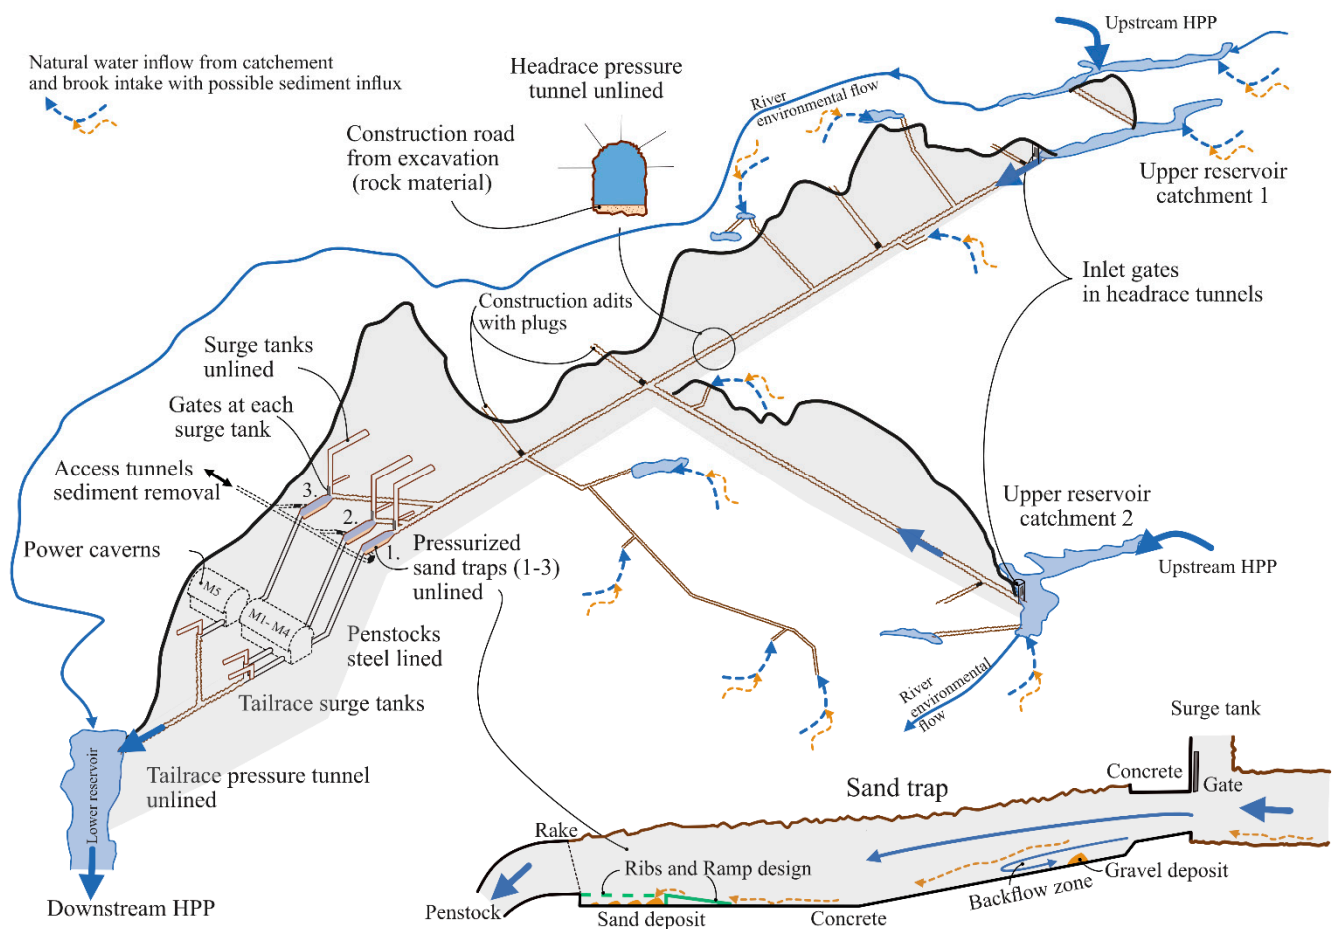 Upstream HPP
Natural water inflow from catchement
and brook intake with possible sediment influx
Headrace pressure
tunnel unlined
River
environmental flow
Construction road
from excavation
(rock material)
Upper reservoir
catchment 1
Inlet gates
in headrace tunnels
Construction adits
with plugs
Surge tanks
unlined
Gates at each
surge tank
Access tunnels
sediment removal
3.
2.
1.
Pressurized
sand traps (1-3)
unlined
Upper reservoir
catchment 2
Upstream HPP
Power caverns
M5
M1- M4
Penstocks
steel lined
Tailrace surge tanks
River environmental
flow
Tailrace pressure tunnel
unlined
Lower reservoir
Downstream HPP
Surge tank
Concrete
Gate
Sand trap
Rake
Ribs and Ramp design
Gravel deposit
Backflow zone
Penstock
Sand deposit
Concrete